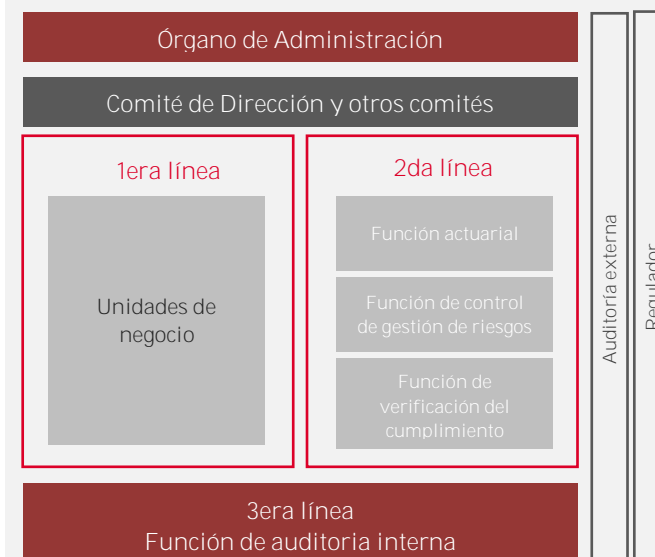 Órgano de Administración
Comité de Dirección y otros comités
1era línea
Unidades de
negocio
2da línea
Función actuarial
Función de control
de gestión de riesgos
Función de
verificación del
cumplimiento
3era línea
Función de auditoria interna
Auditoría externa
Regulador